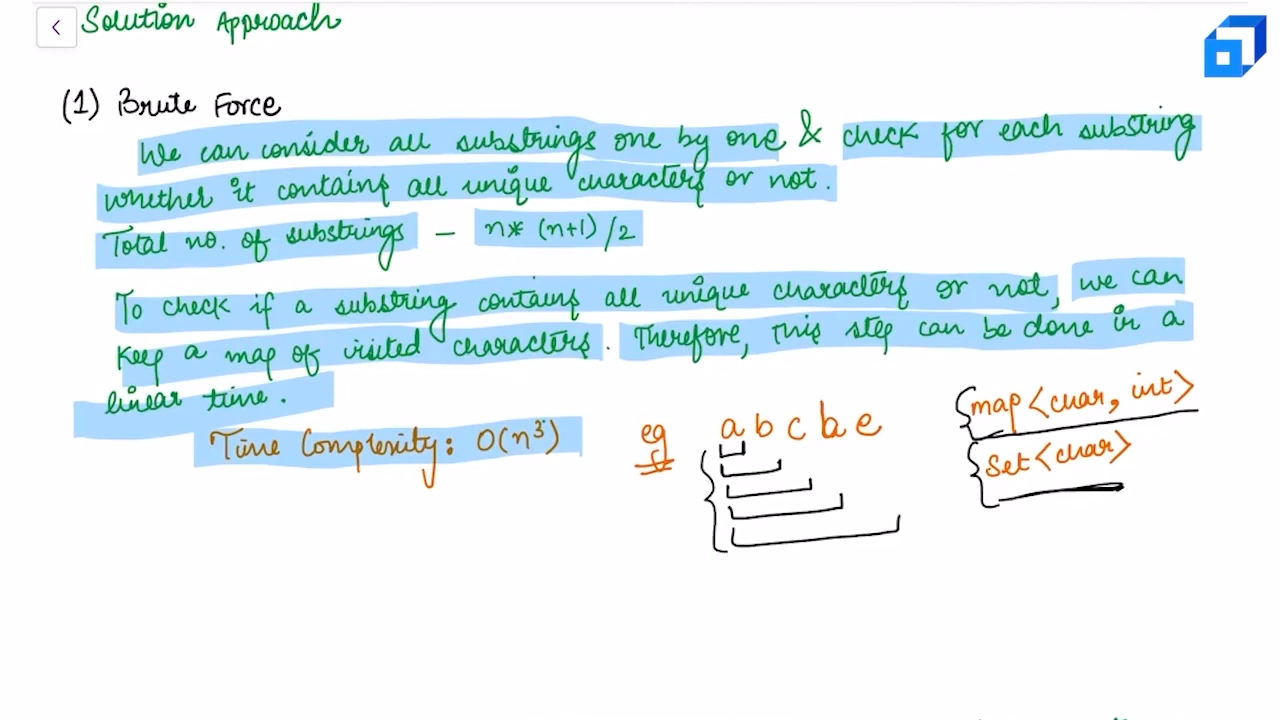 Solution Approach
(1) Brute Force
We can consider all substrings one by one & check for each substring
whether it contains all unique characters or not.
Total no. of substrings - n* (n+1)/2
To check if a substring contains all unique characters or not, we can
keep a map of visited characters. Therefore, this step can be done in a
linear time.
Time Complexity: O(n³)
eg a b c b e
map <char, int>
set <char>